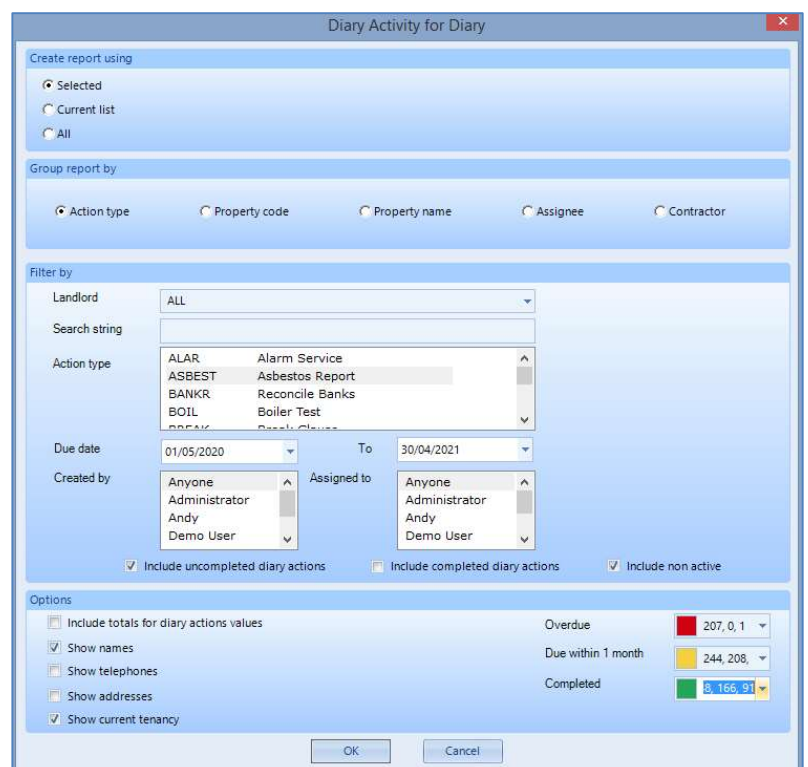 Diary Activity for Diary
Create report using
Selected
Current list
All
Group report by
Action type Property code Property name Assignee Contractor
Filter by
Landlord ALL
Search string
Action type
ALAR Alarm Service
ASBEST Asbestos Report
BANKR Reconcile Banks
BOIL Boiler Test
BREAK Break Clause
Due date 01/05/2020 To 30/04/2021
Created by Assigned to
Anyone Anyone
Administrator Administrator
Andy Andy
Demo User Demo User
Include uncompleted diary actions Include completed diary actions Include non active
Options
Include totals for diary actions values Overdue 207, 0, 1
Show names Due within 1 month 244, 208,
Show telephones
Show addresses Completed 8, 166, 91
Show current tenancy
OK Cancel